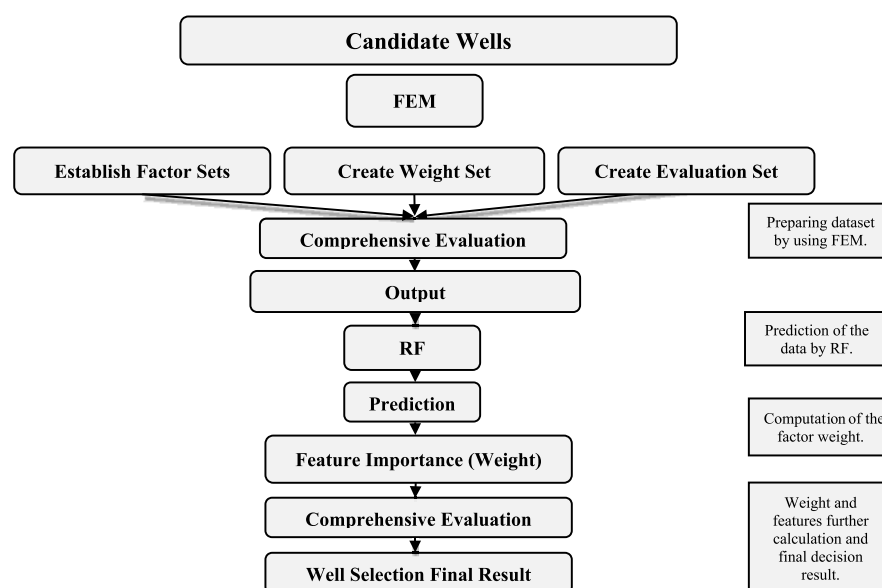 Candidate Wells
FEM
Establish Factor Sets
Create Weight Set
Create Evaluation Set
Comprehensive Evaluation
Preparing dataset
by using FEM.
Output
RF
Prediction of the
data by RF.
Prediction
Computation of the
factor weight.
Feature Importance (Weight)
Comprehensive Evaluation
Weight and
features further
calculation and
final decision
result.
Well Selection Final Result